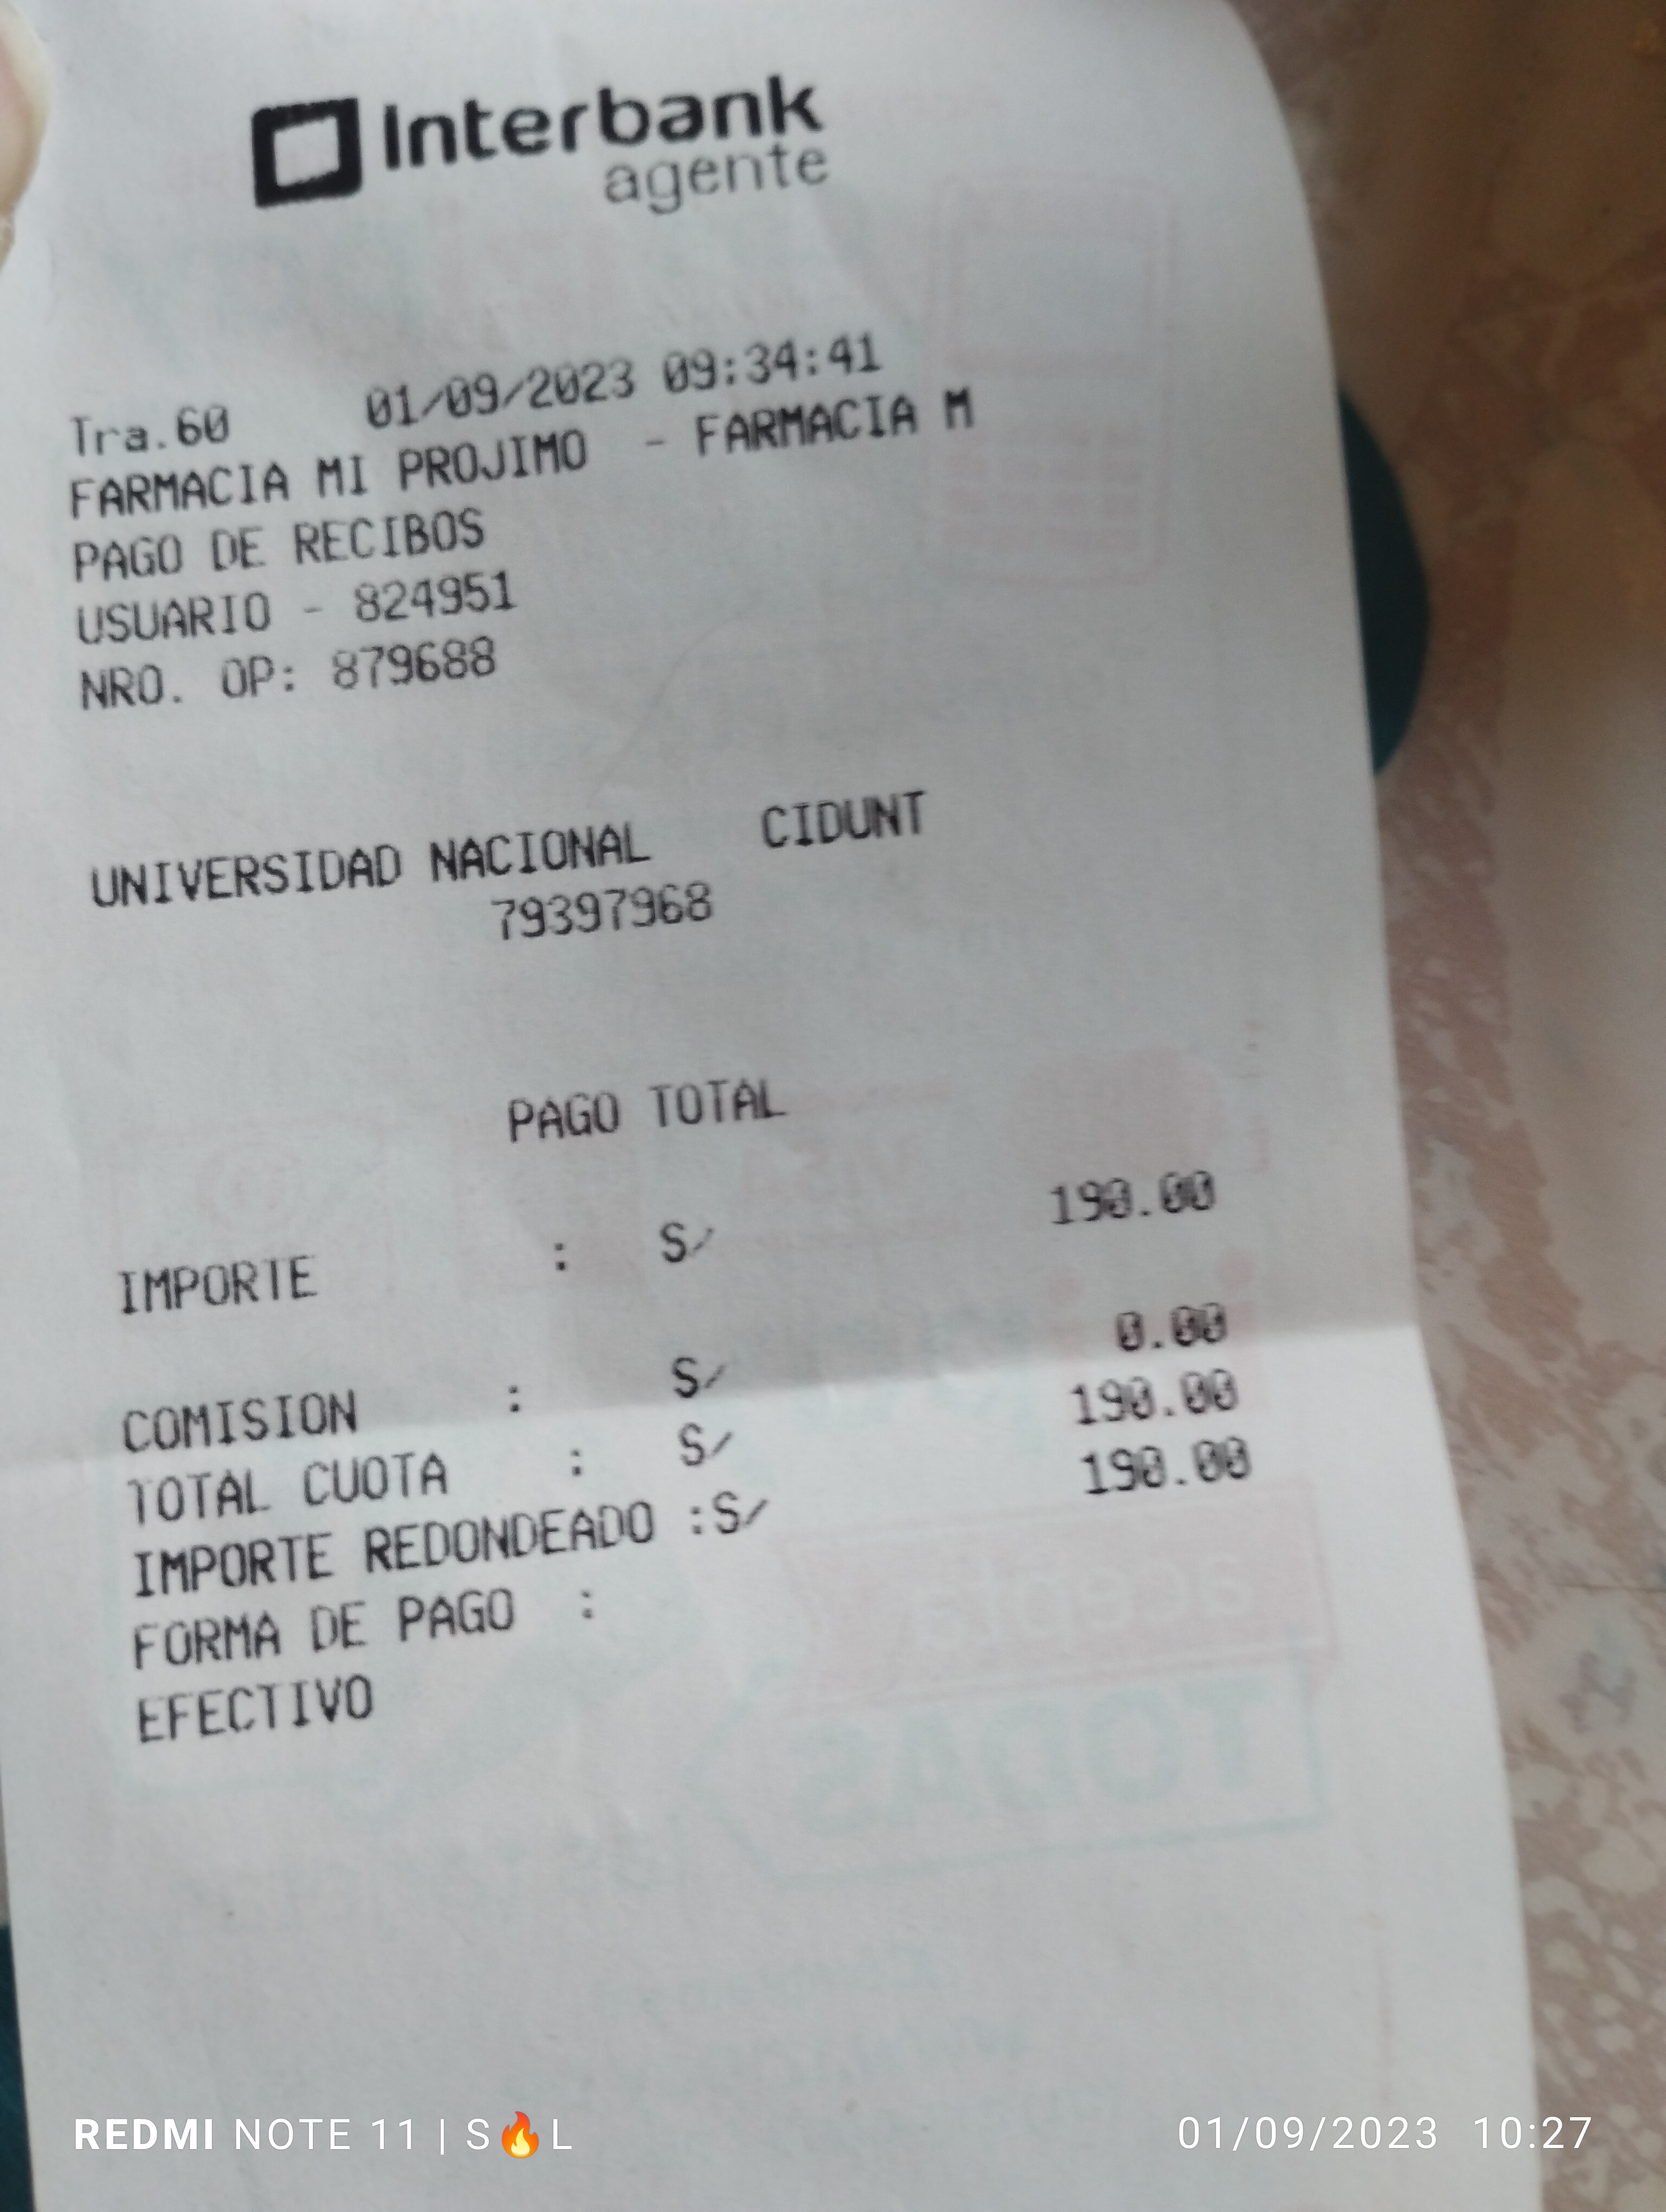 Interbank
agente
Tra.60 01/09/2023 09:34:41
FARMACIA MI PROJIMO - FARMACIA M
PAGO DE RECIBOS
USUARIO - 824951
NRO. OP: 879688
UNIVERSIDAD NACIONAL CIDUNT
79397968
PAGO TOTAL
IMPORTE : S/ 190.00
COMISION : S/ 0.00
TOTAL CUOTA : S/ 190.00
IMPORTE REDONDEADO :S/ 190.00
FORMA DE PAGO :
EFECTIVO
acepta
TODAS
REDMI NOTE 11 | S🔥L
01/09/2023 10:27